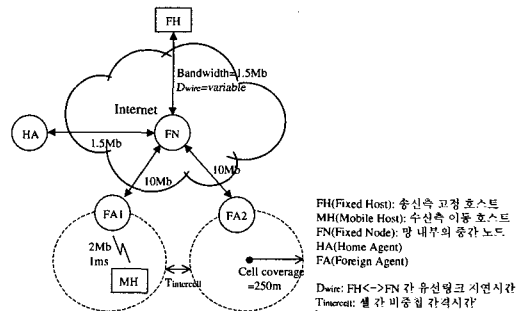 FH
Bandwidth=1.5Mb
Dwire=variable
Internet
HA
1.5Mb
FN
10Mb
10Mb
FA1
FA2
2Mb
1ms
MH
Timercell
Cell coverage
=250m
FH(Fixed Host): 송신측 고정 호스트
MH(Mobile Host): 수신측 이동 호스트
FN(Fixed Node): 망 내부의 중간 노드
HA(Home Agent)
FA(Foreign Agent)
Dwire: FH<->FN 간 유선링크 지연시간
Timercell: 셀 간 비중첩 간격시간